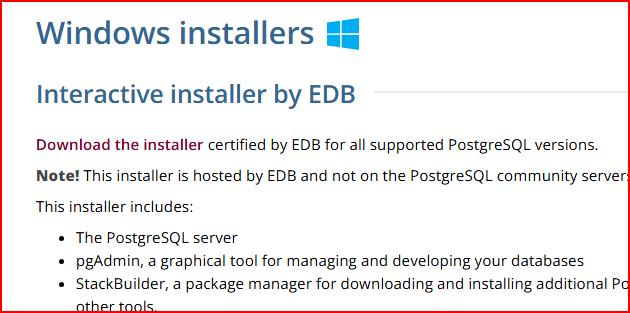 Windows installers
Interactive installer by EDB
Download the installer certified by EDB for all supported PostgreSQL versions.
Note! This installer is hosted by EDB and not on the PostgreSQL community servers
This installer includes:
The PostgreSQL server
pgAdmin, a graphical tool for managing and developing your databases
StackBuilder, a package manager for downloading and installing additional Po
other tools.